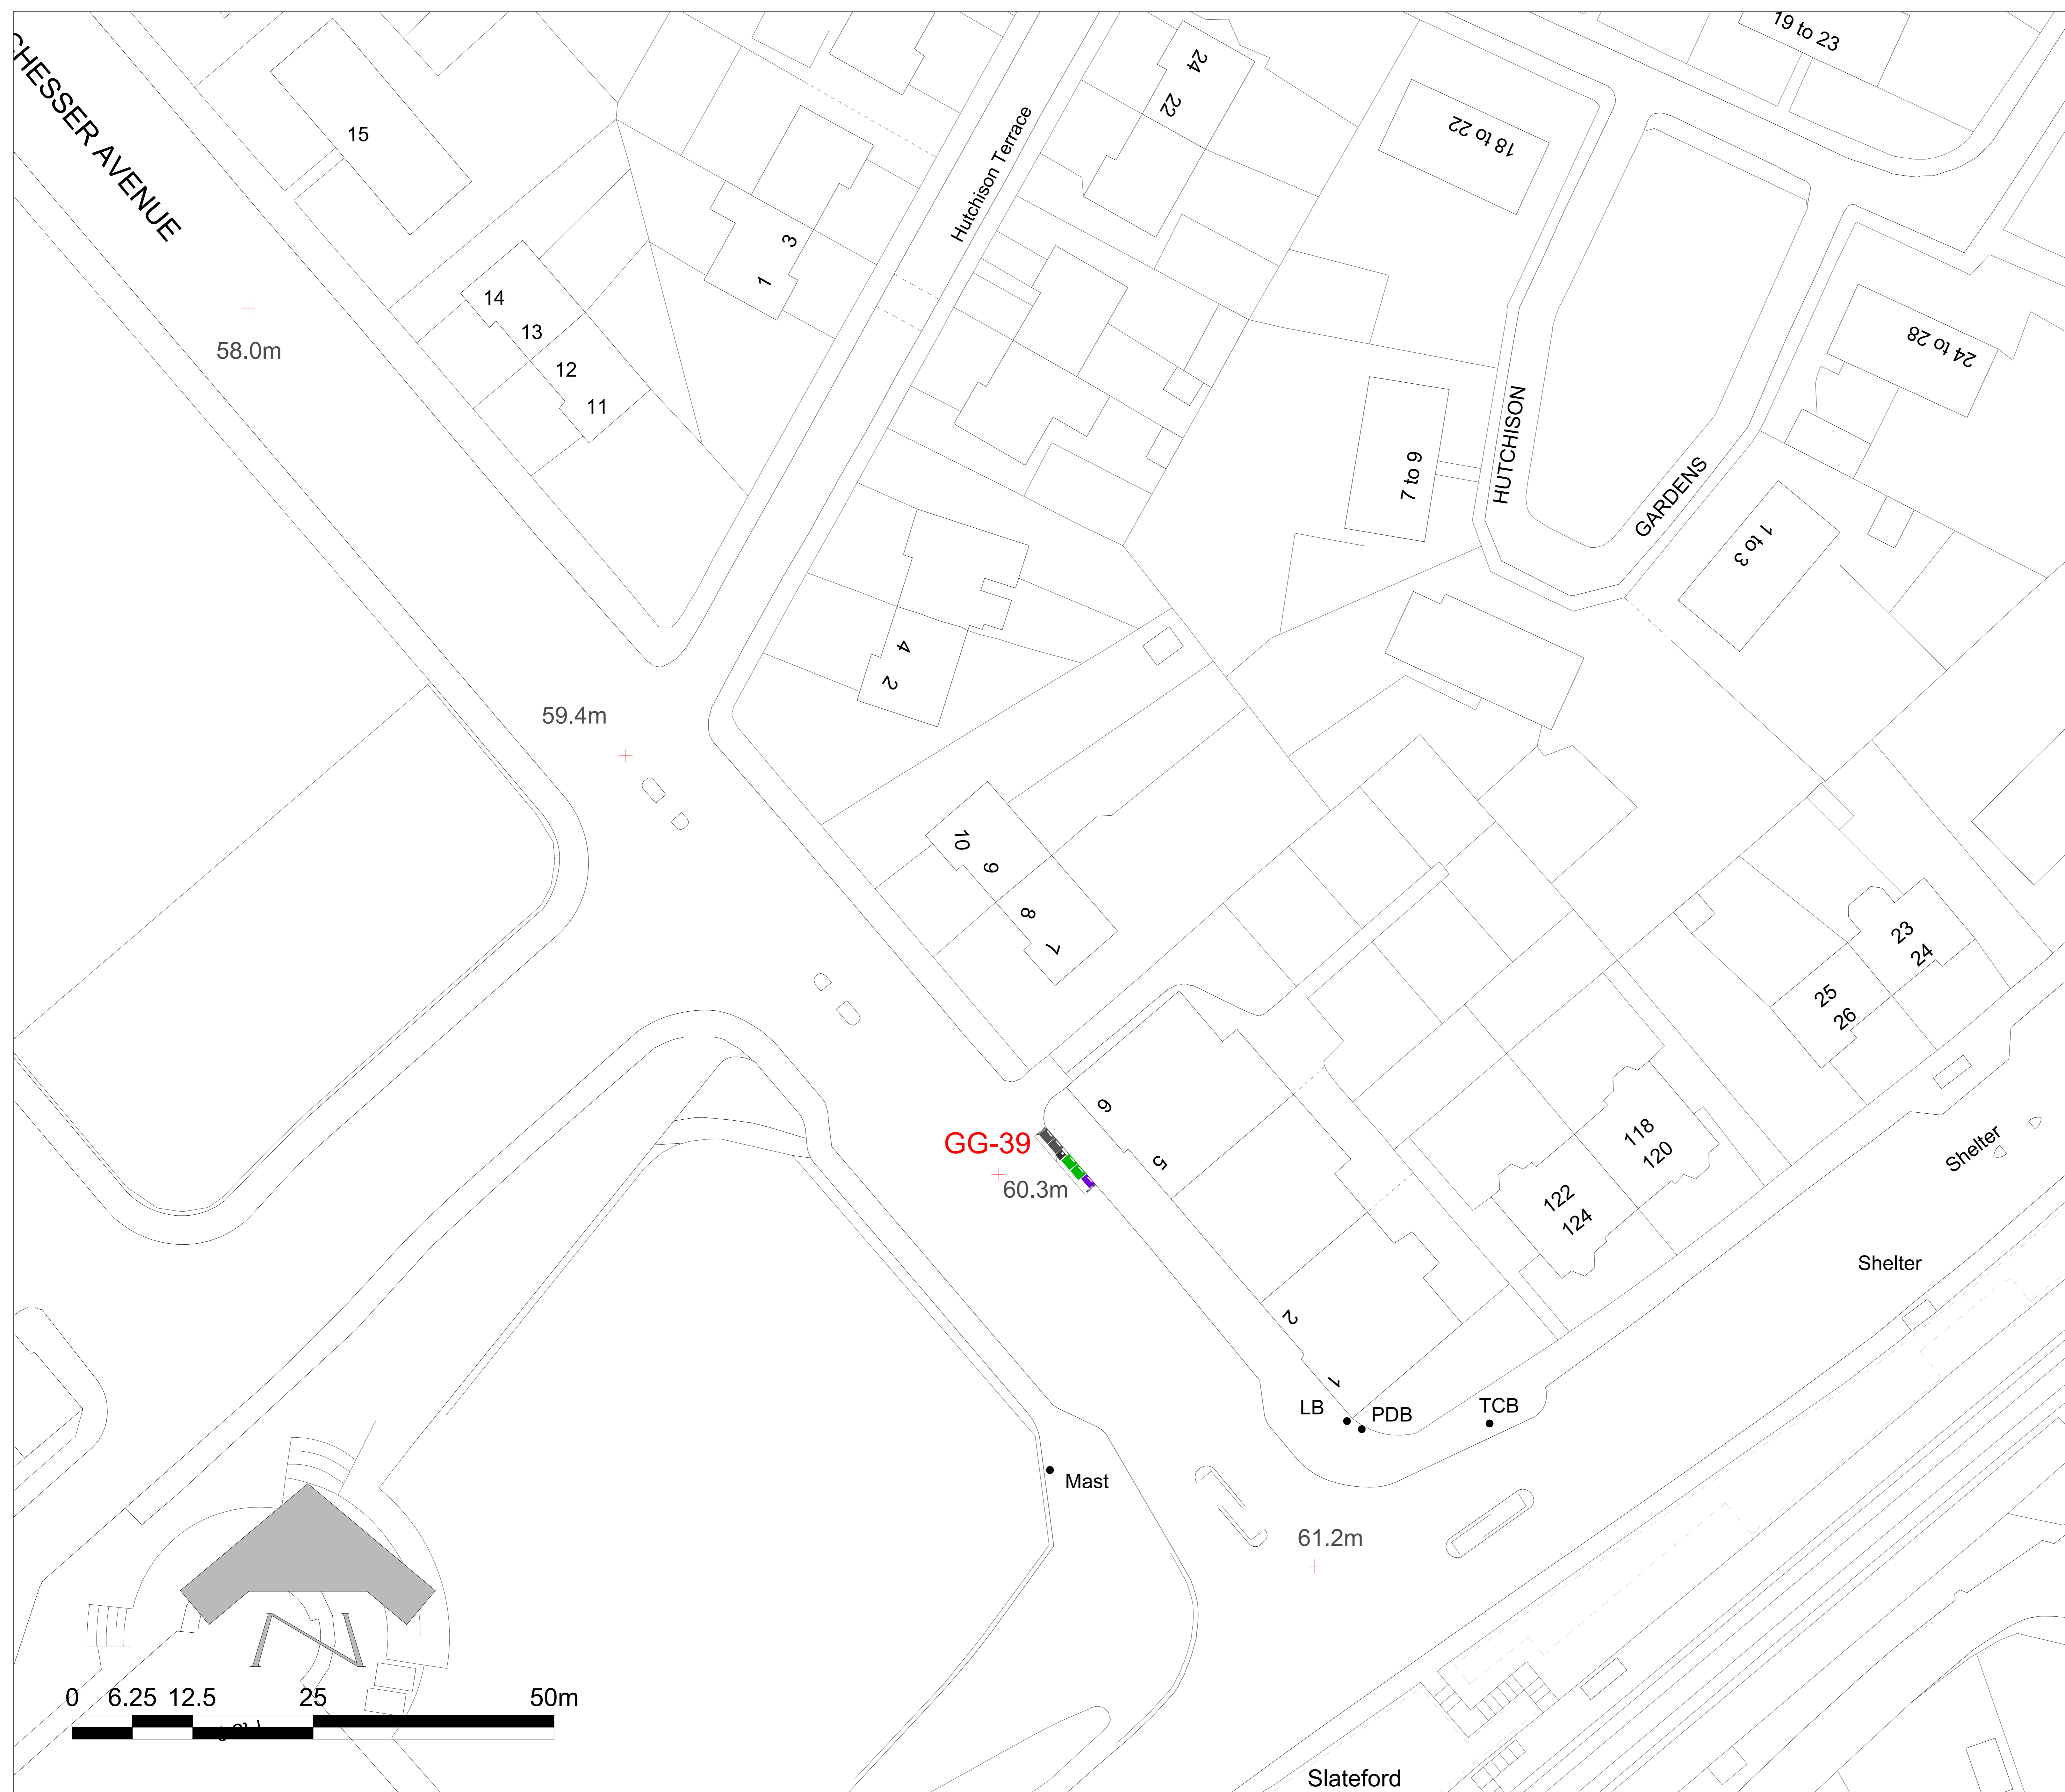 19 to 23
CHESSER AVENUE
24
22
15
18 to 22
Hutchison Terrace
3
1
14
13
12
11
58.0m
24 to 28
HUTCHISON
GARDENS
7 to 9
1 to 3
4
2
59.4m
10
9
8
7
23
24
25
26
6
5
GG-39
60.3m
118
120
122
124
Shelter
Shelter
2
1
LB
PDB
TCB
Mast
61.2m
N
0 6.25 12.5 25 50m
Slateford